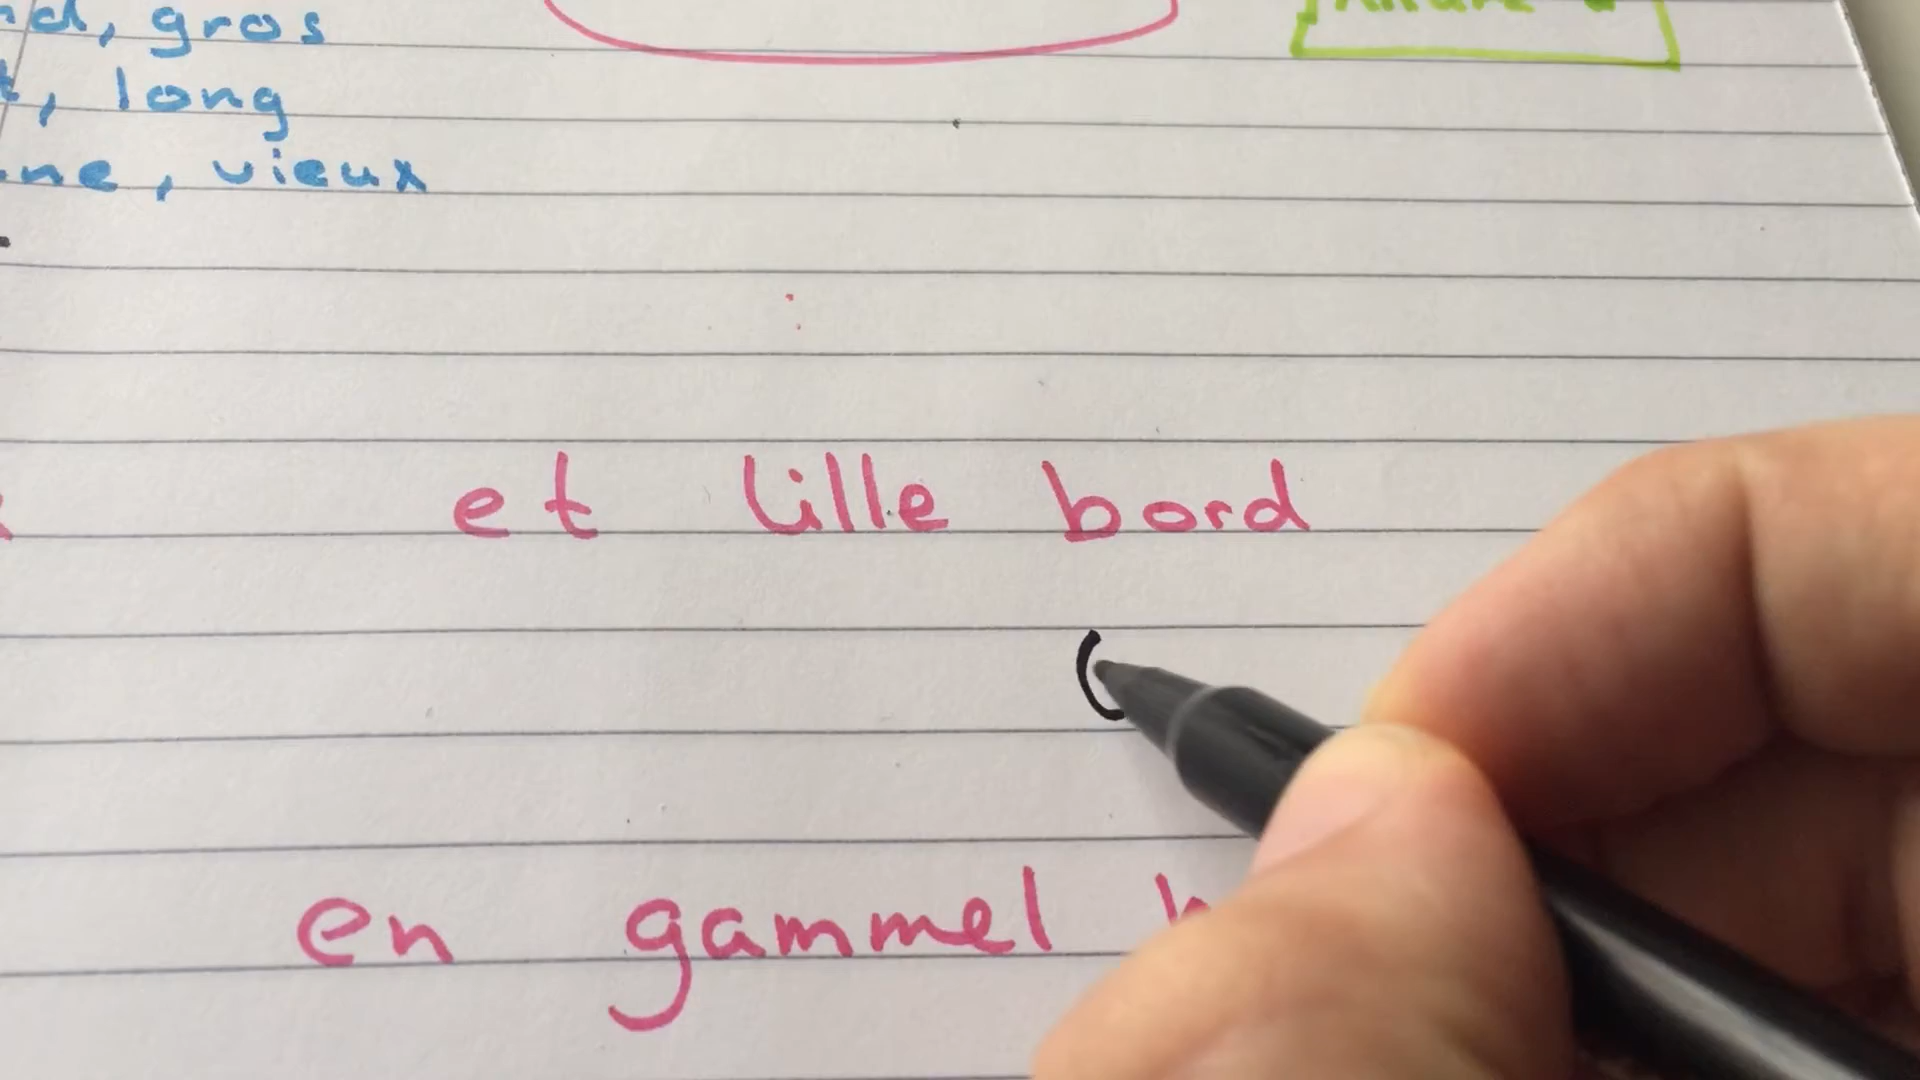 gros
, long
, vieux
et lille bord
en gammel